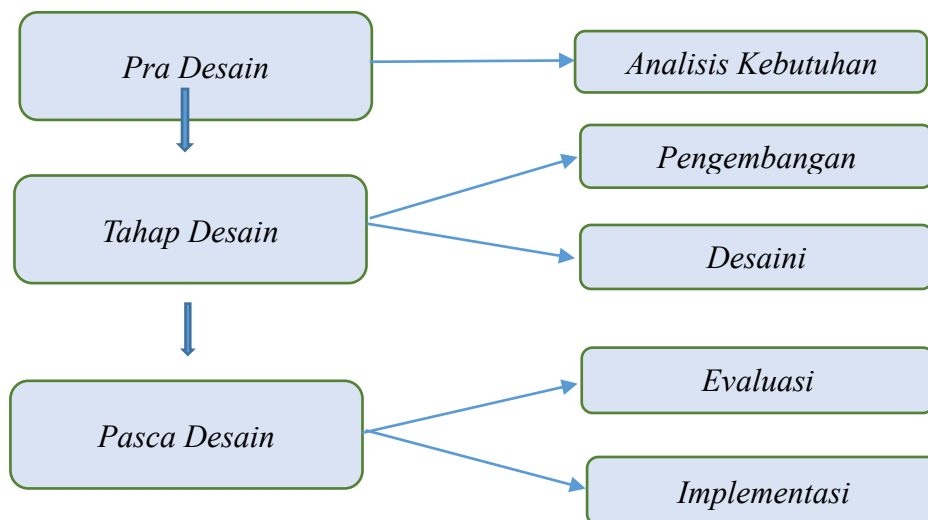 Pra Desain
Analisis Kebutuhan
Pengembangan
Tahap Desain
Desaini
Evaluasi
Pasca Desain
Implementasi